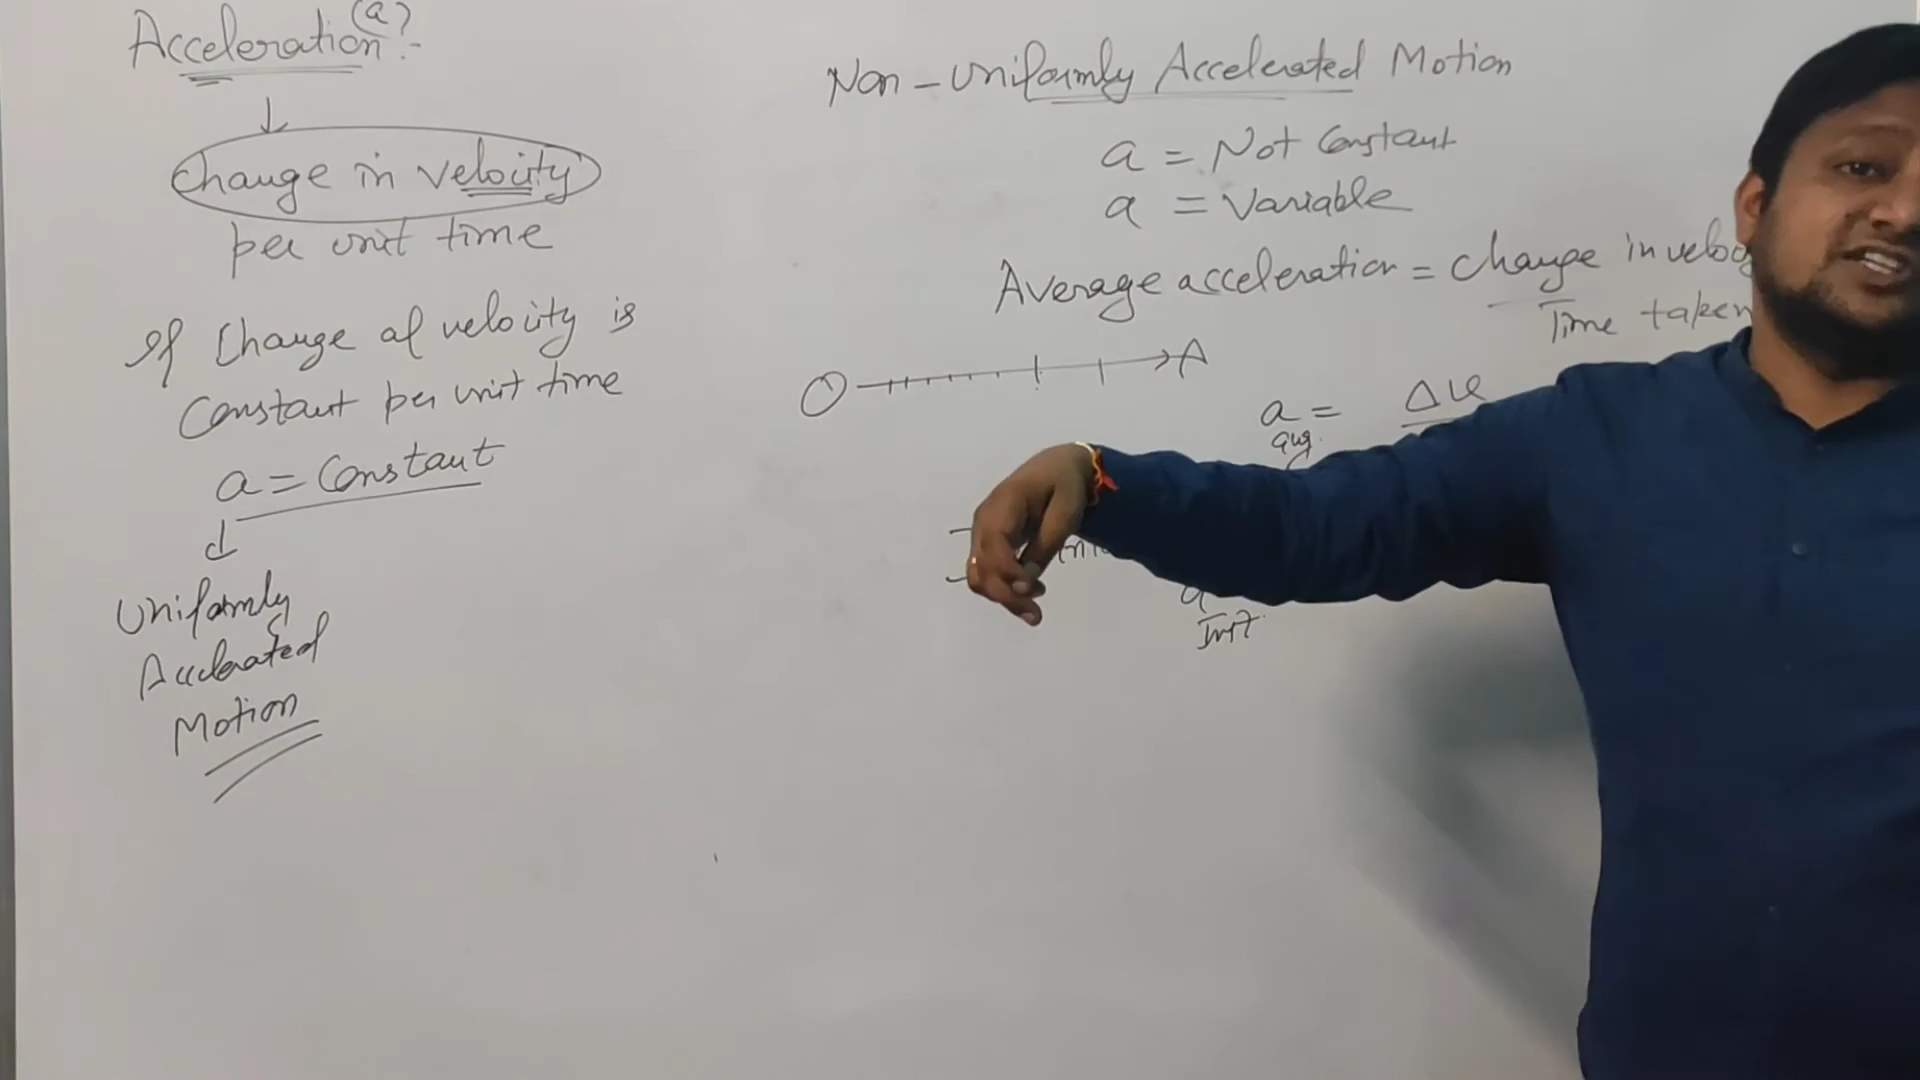 Acceleration (a)?-
Change in velocity
per unit time
If Change of velocity is
Constant per unit time
a = Constant
Uniformly
Acclerated
Motion
Non-Uniformly Accelerated Motion
a = Not Constant
a = Variable
Average acceleration = Change in veloc
Time taken
O A
a avg. = Δv
a Inst.